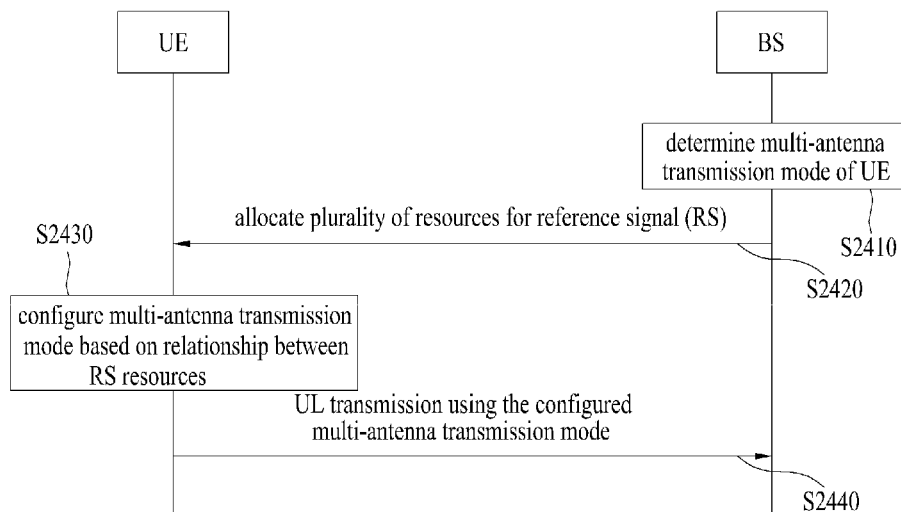 UE
BS
determine multi-antenna
transmission mode of UE
allocate plurality of resources for reference signal (RS)
S2430
S2410
S2420
configure multi-antenna transmission
mode based on relationship between
RS resources
UL transmission using the configured
multi-antenna transmission mode
S2440